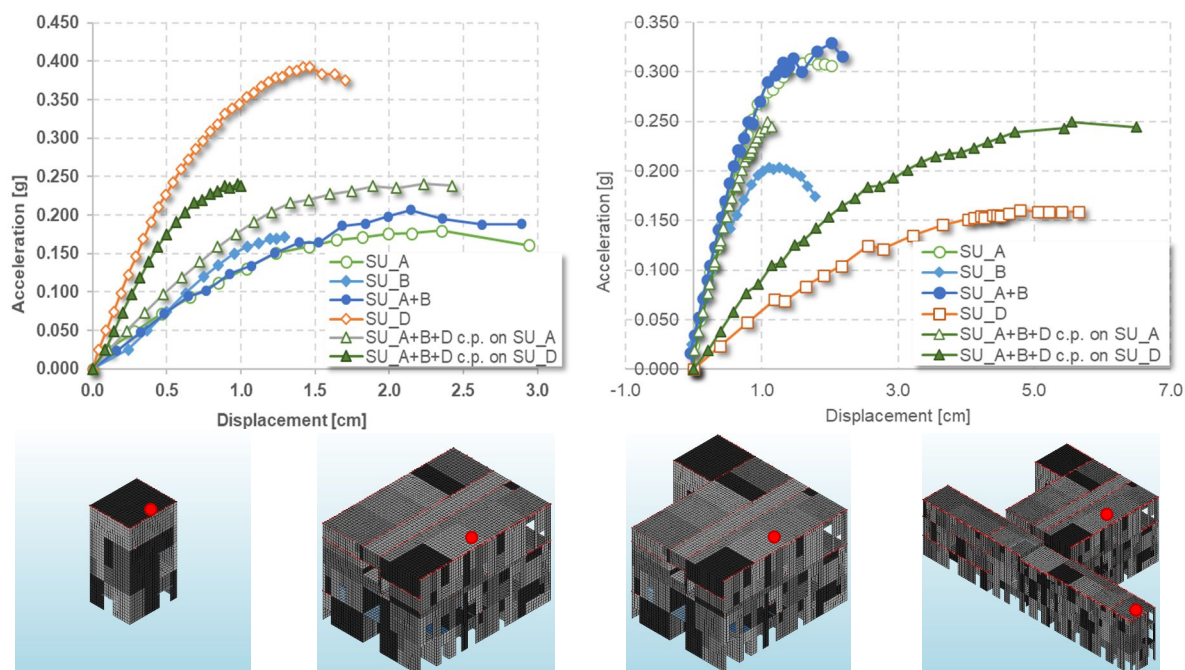 0.450
0.400
0.350
0.300
0.250
0.200
0.150
0.100
0.050
0.000
Acceleration [g]
0.0 0.5 1.0 1.5 2.0 2.5 3.0
Displacement [cm]
SU_A
SU_B
SU_A+B
SU_D
SU_A+B+D c.p. on SU_A
SU_A+B+D c.p. on SU_D
0.350
0.300
0.250
0.200
0.150
0.100
0.050
0.000
Acceleration [g]
-1.0 1.0 3.0 5.0 7.0
Displacement [cm]
SU_A
SU_B
SU_A+B
SU_D
SU_A+B+D c.p. on SU_A
SU_A+B+D c.p. on SU_D